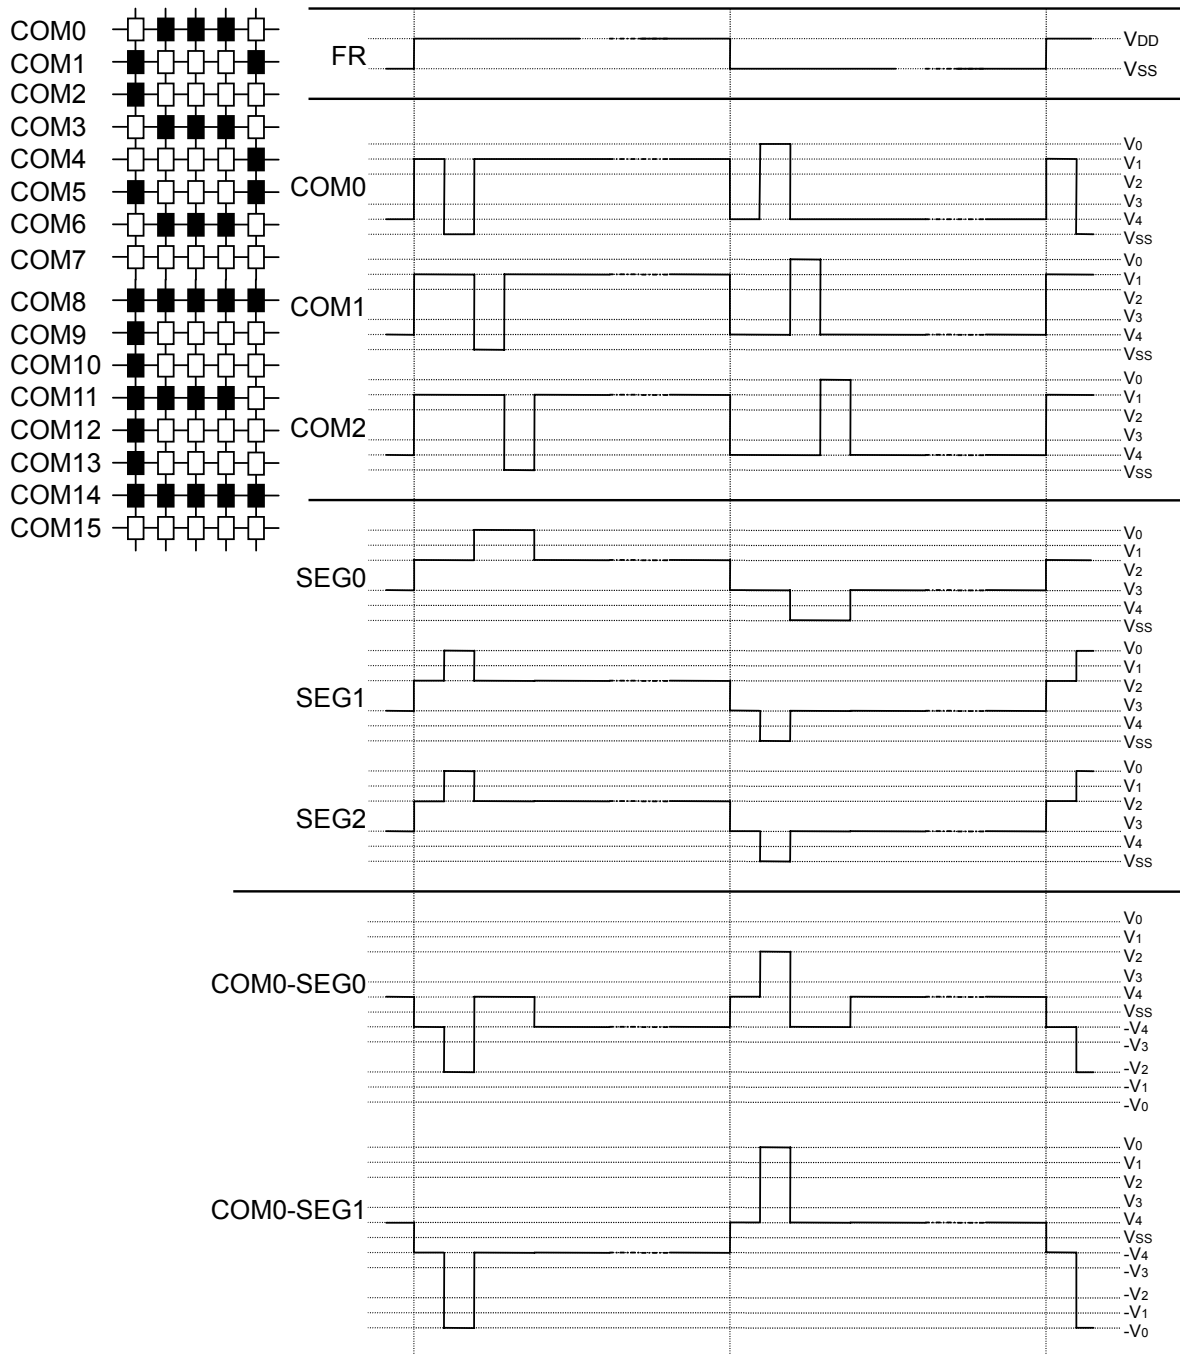 COM0
COM1
COM2
COM3
COM4
COM5
COM6
COM7
COM8
COM9
COM10
COM11
COM12
COM13
COM14
COM15
FR
VDD
VSS
COM0
V0
V1
V2
V3
V4
VSS
COM1
V0
V1
V2
V3
V4
VSS
COM2
V0
V1
V2
V3
V4
VSS
SEG0
V0
V1
V2
V3
V4
VSS
SEG1
V0
V1
V2
V3
V4
VSS
SEG2
V0
V1
V2
V3
V4
VSS
COM0-SEG0
V0
V1
V2
V3
V4
VSS
-V4
-V3
-V2
-V1
-V0
COM0-SEG1
V0
V1
V2
V3
V4
VSS
-V4
-V3
-V2
-V1
-V0